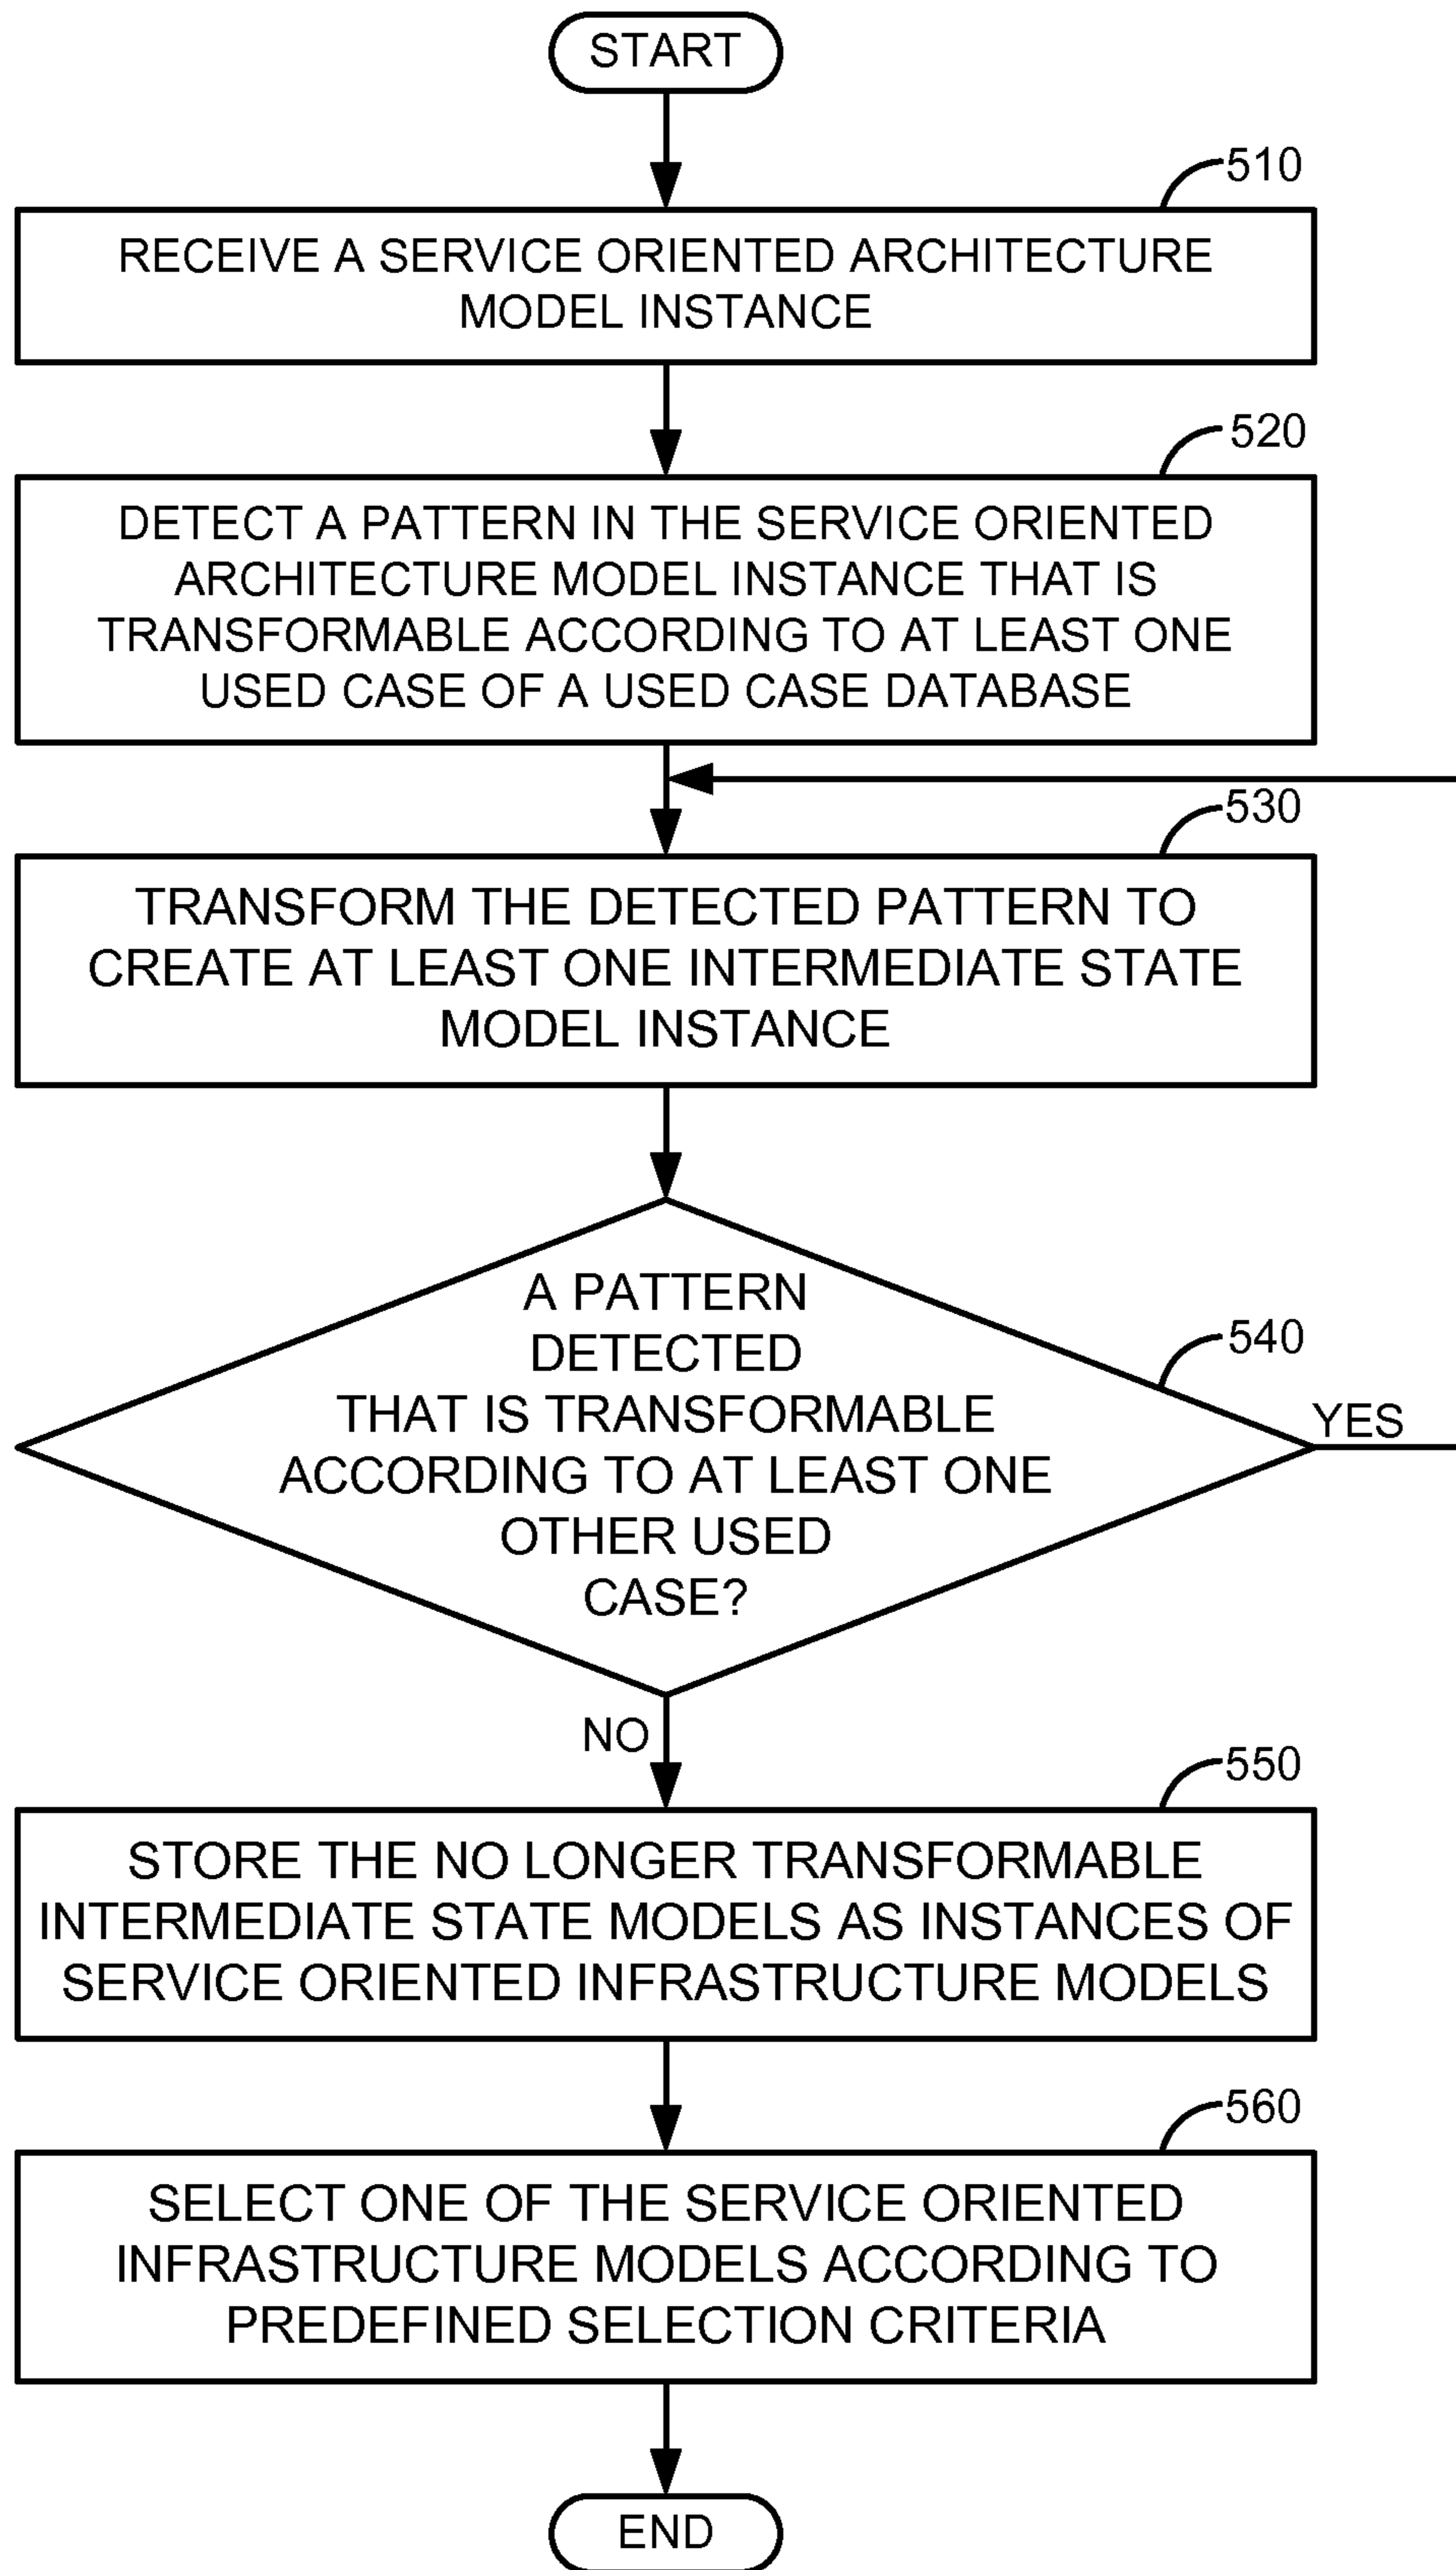 START
510
RECEIVE A SERVICE ORIENTED ARCHITECTURE
MODEL INSTANCE
520
DETECT A PATTERN IN THE SERVICE ORIENTED
ARCHITECTURE MODEL INSTANCE THAT IS
TRANSFORMABLE ACCORDING TO AT LEAST ONE
USED CASE OF A USED CASE DATABASE
530
TRANSFORM THE DETECTED PATTERN TO
CREATE AT LEAST ONE INTERMEDIATE STATE
MODEL INSTANCE
A PATTERN
DETECTED
THAT IS TRANSFORMABLE
ACCORDING TO AT LEAST ONE
OTHER USED
CASE?
540
YES
NO
550
STORE THE NO LONGER TRANSFORMABLE
INTERMEDIATE STATE MODELS AS INSTANCES OF
SERVICE ORIENTED INFRASTRUCTURE MODELS
560
SELECT ONE OF THE SERVICE ORIENTED
INFRASTRUCTURE MODELS ACCORDING TO
PREDEFINED SELECTION CRITERIA
END